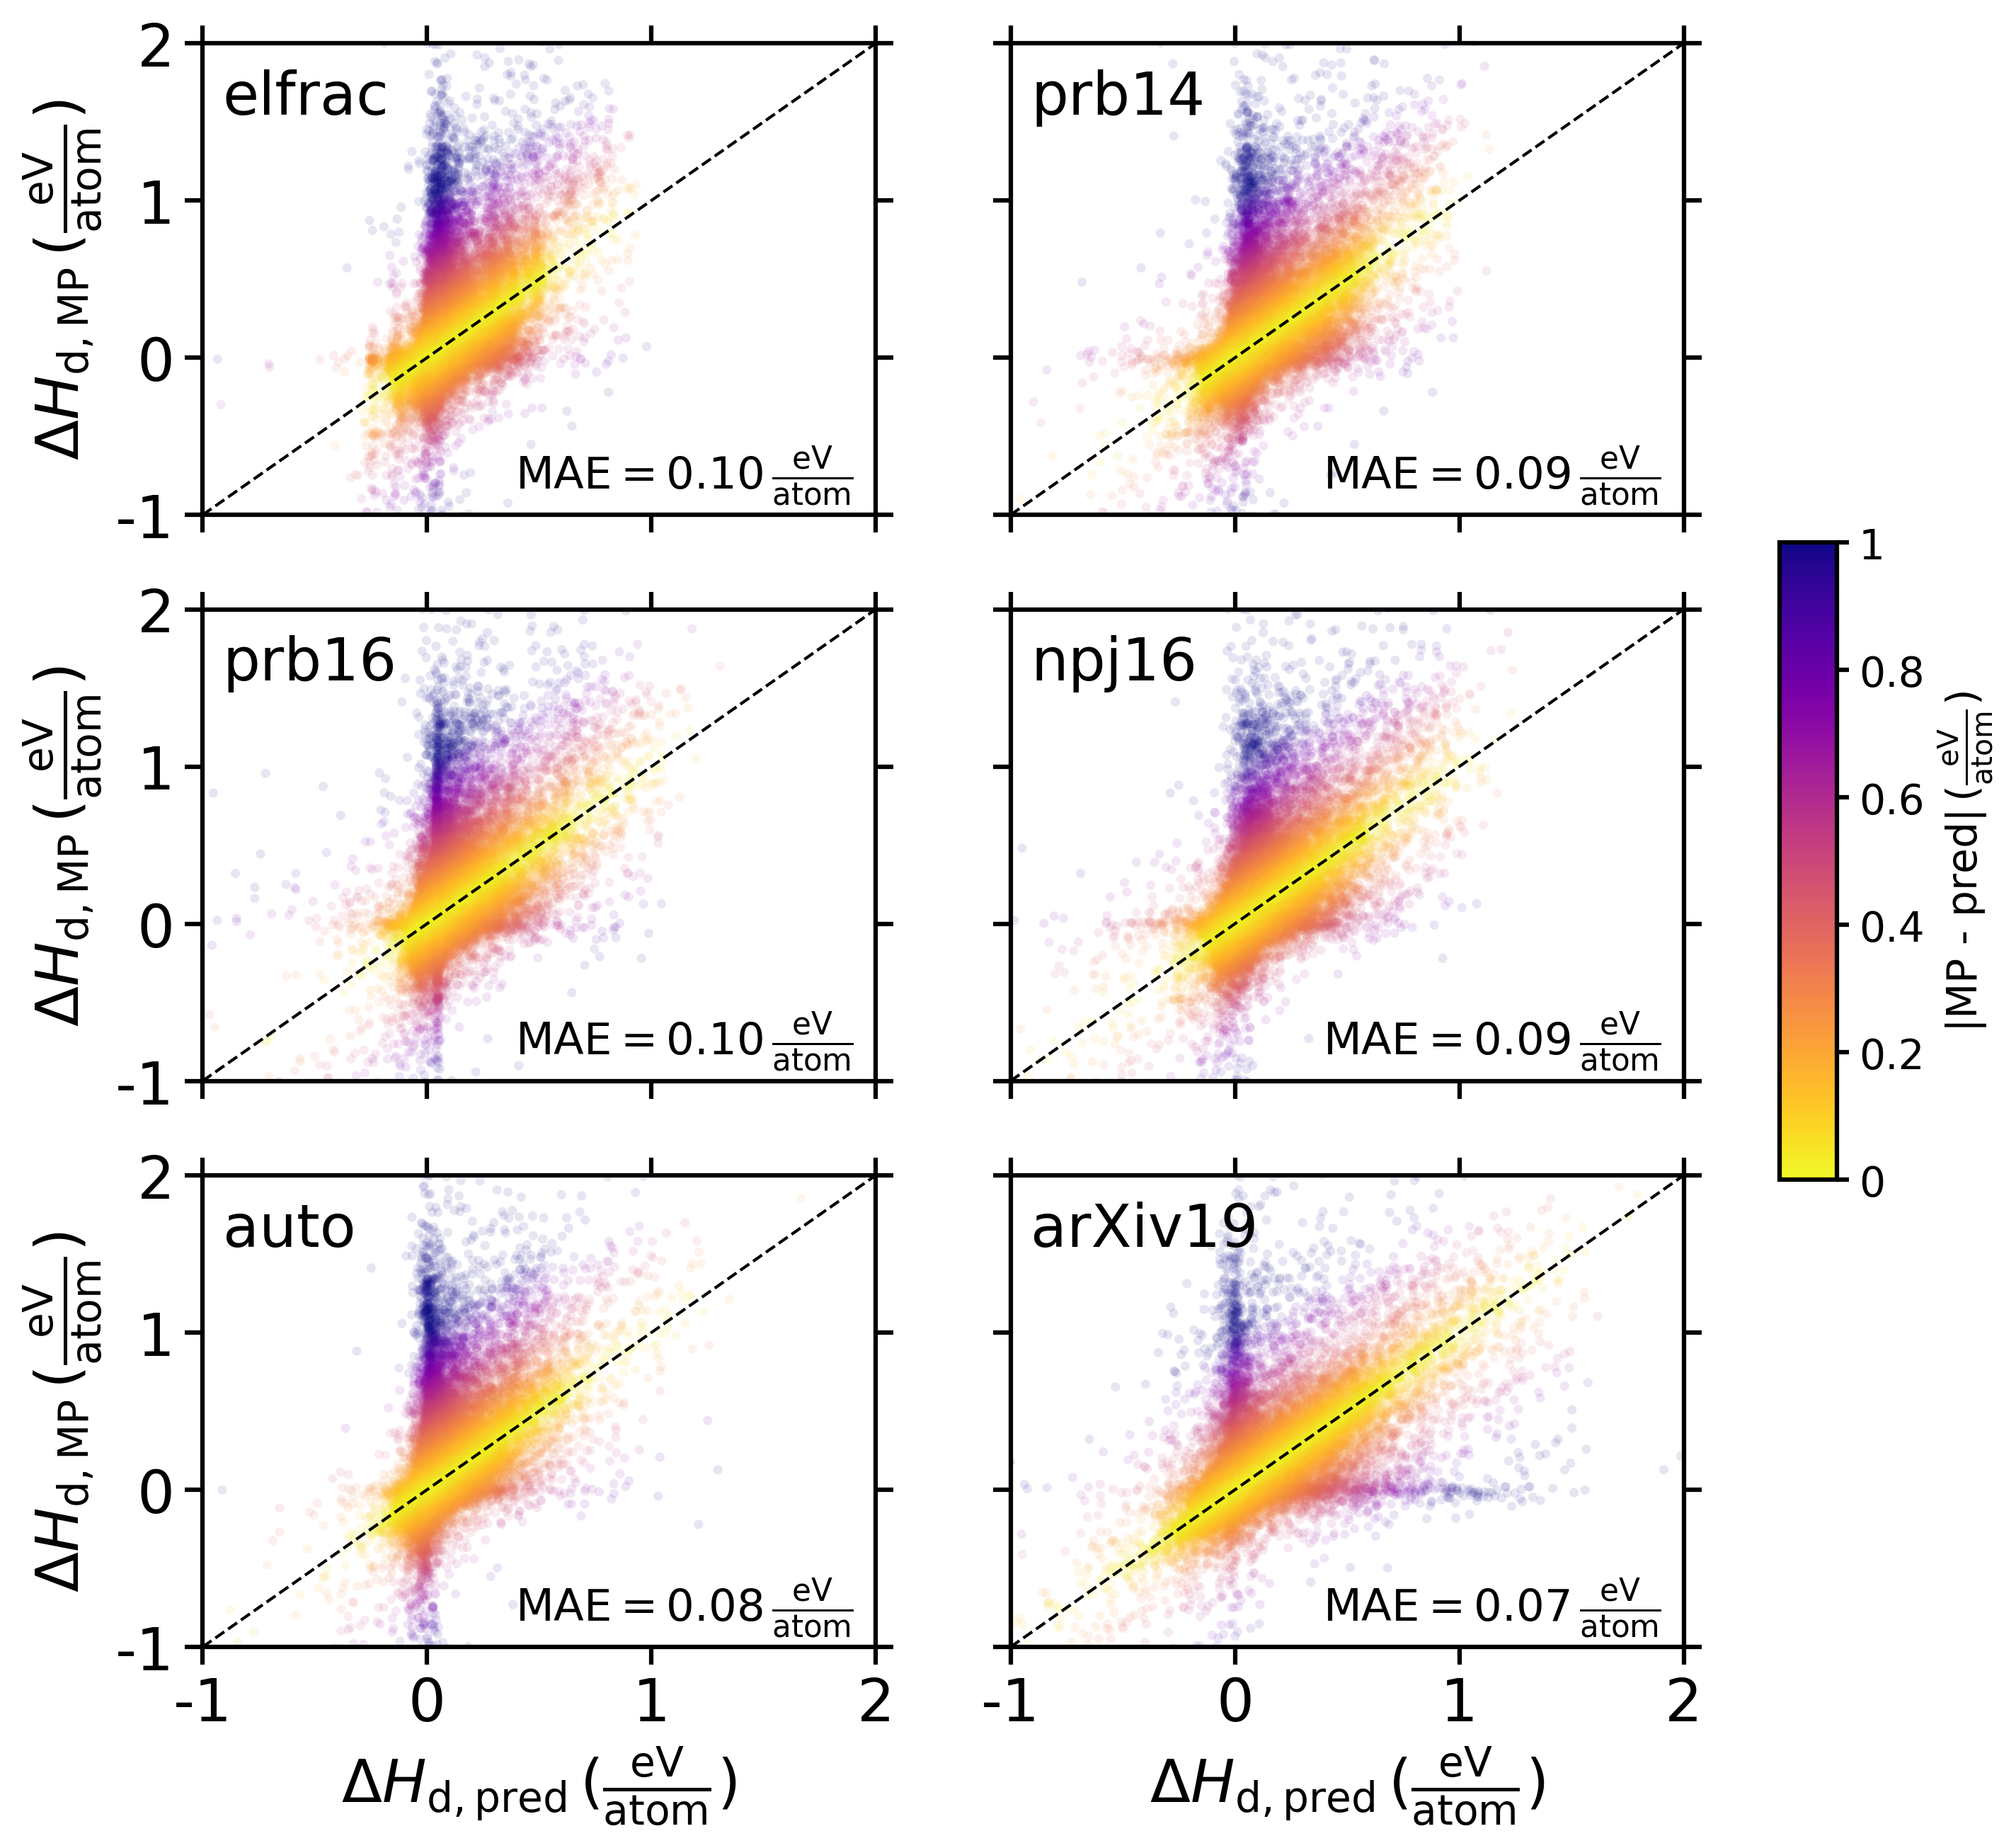 2
1
0
-1
ΔH_d, MP (eV/atom)
elfrac
MAE = 0.10 eV/atom
prb14
MAE = 0.09 eV/atom
2
1
0
-1
ΔH_d, MP (eV/atom)
prb16
MAE = 0.10 eV/atom
npj16
MAE = 0.09 eV/atom
2
1
0
-1
ΔH_d, MP (eV/atom)
auto
MAE = 0.08 eV/atom
arXiv19
MAE = 0.07 eV/atom
-1 0 1 2
-1 0 1 2
ΔH_d, pred (eV/atom)
ΔH_d, pred (eV/atom)
1
0.8
0.6
0.4
0.2
0
|MP - pred| (eV/atom)